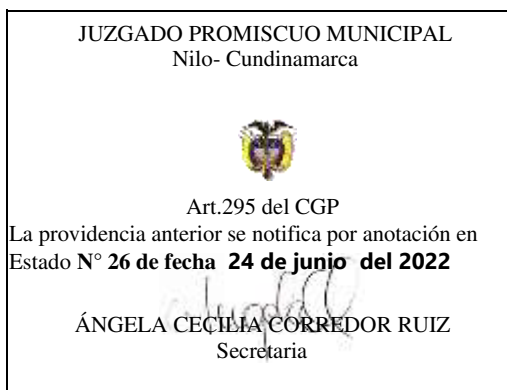 JUZGADO PROMISCUO MUNICIPAL
Nilo- Cundinamarca
Art.295 del CGP
La providencia anterior se notifica por anotación en
Estado N° 26 de fecha 24 de junio del 2022
ÁNGELA CECILIA CORREDOR RUIZ
Secretaria